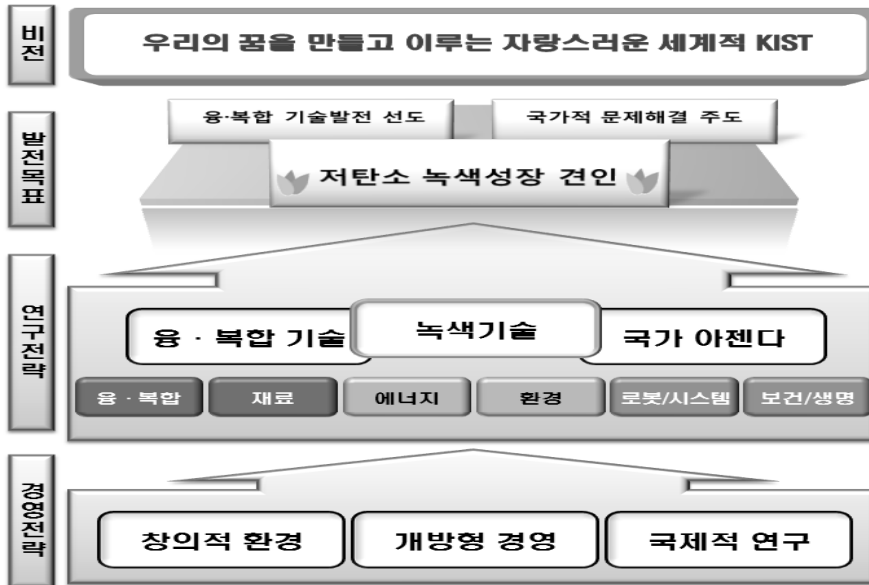 비전
우리의 꿈을 만들고 이루는 자랑스러운 세계적 KIST
발전목표
융·복합 기술발전 선도
국가적 문제해결 주도
저탄소 녹색성장 견인
연구전략
융 · 복합 기술
녹색기술
국가 아젠다
융 · 복합
재료
에너지
환경
로봇/시스템
보건/생명
경영전략
창의적 환경
개방형 경영
국제적 연구